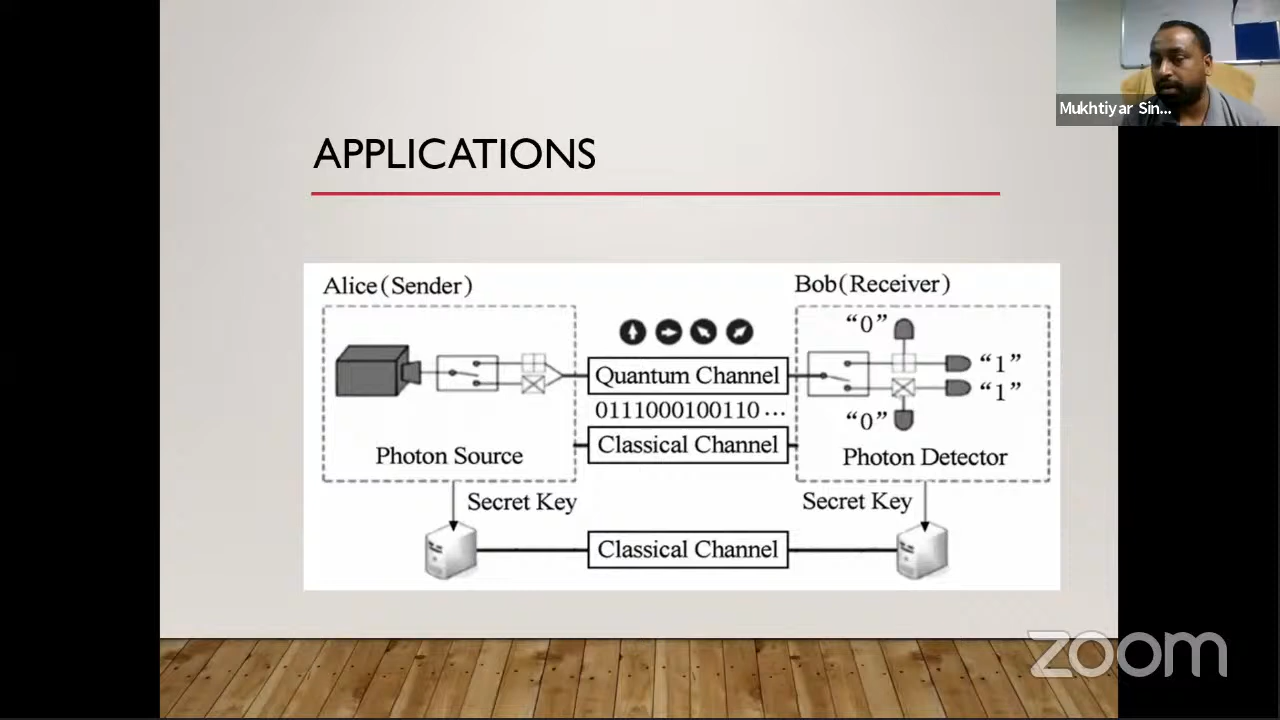 Mukhtiyar Sin...
APPLICATIONS
Alice(Sender)
Bob(Receiver)
“0”
Quantum Channel
“1”
“1”
0111000100110...
“0”
Classical Channel
Photon Source
Photon Detector
Secret Key
Secret Key
Classical Channel
zoom